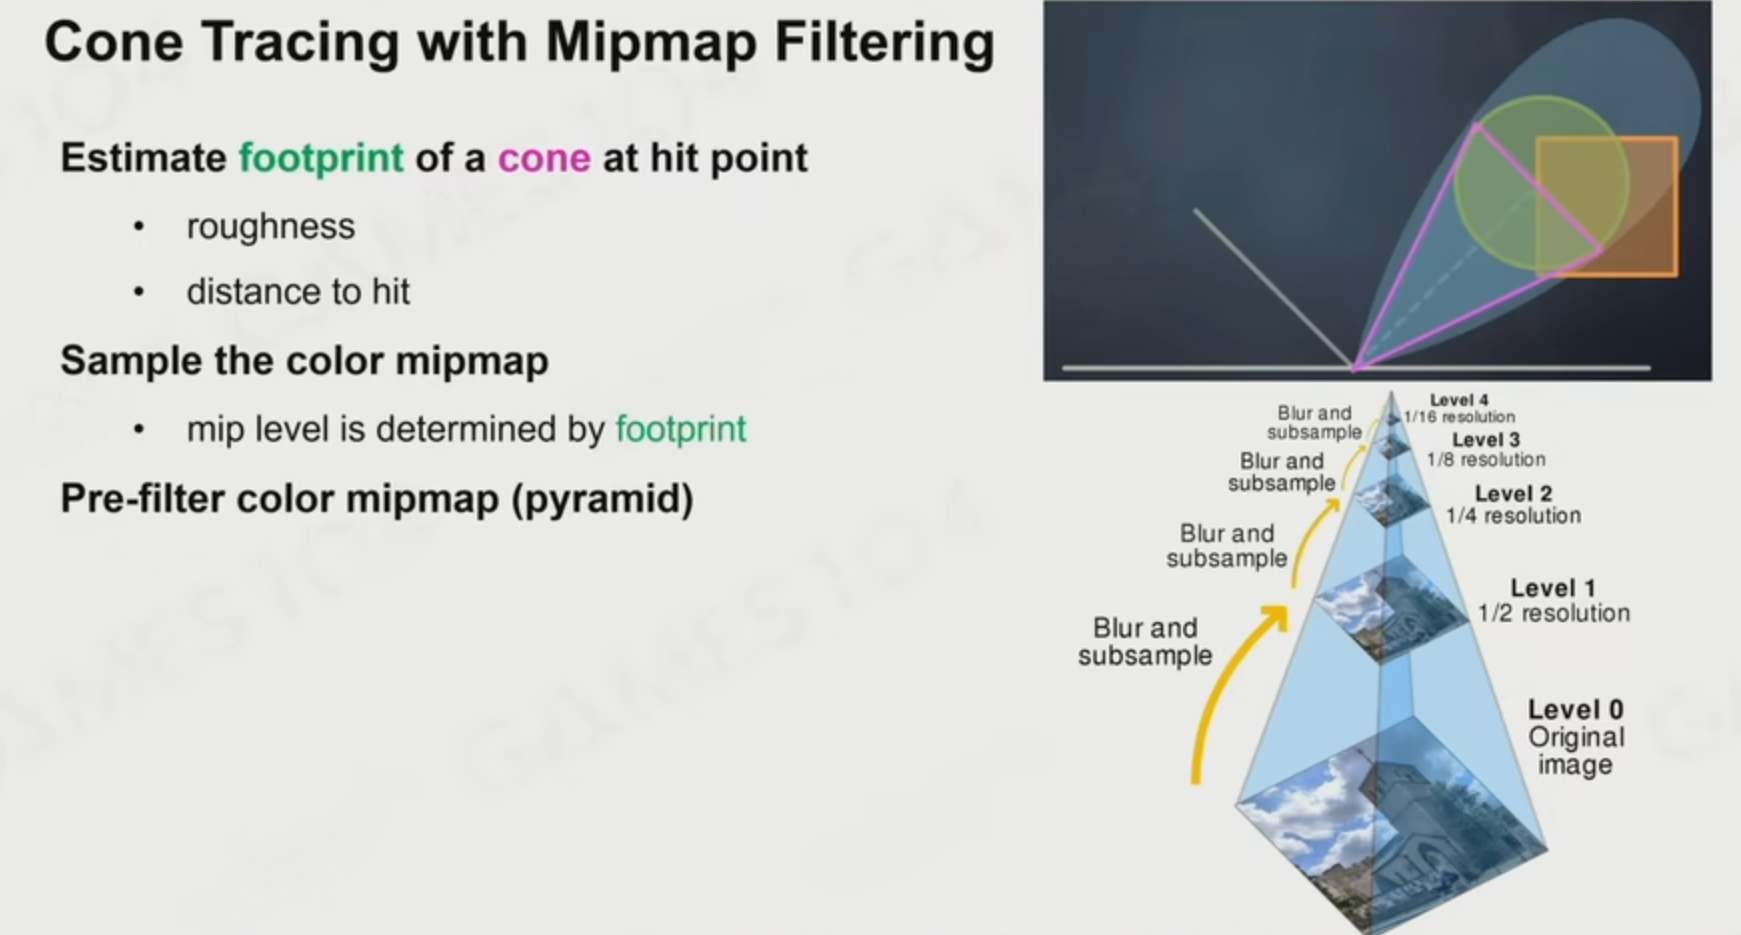 Cone Tracing with Mipmap Filtering
Estimate footprint of a cone at hit point
• roughness
• distance to hit
Sample the color mipmap
• mip level is determined by footprint
Pre-filter color mipmap (pyramid)
Blur and
subsample
Level 4
1/16 resolution
Blur and
subsample
Level 3
1/8 resolution
Blur and
subsample
Level 2
1/4 resolution
Blur and
subsample
Level 1
1/2 resolution
Level 0
Original
image
GAMES104
GAMES104